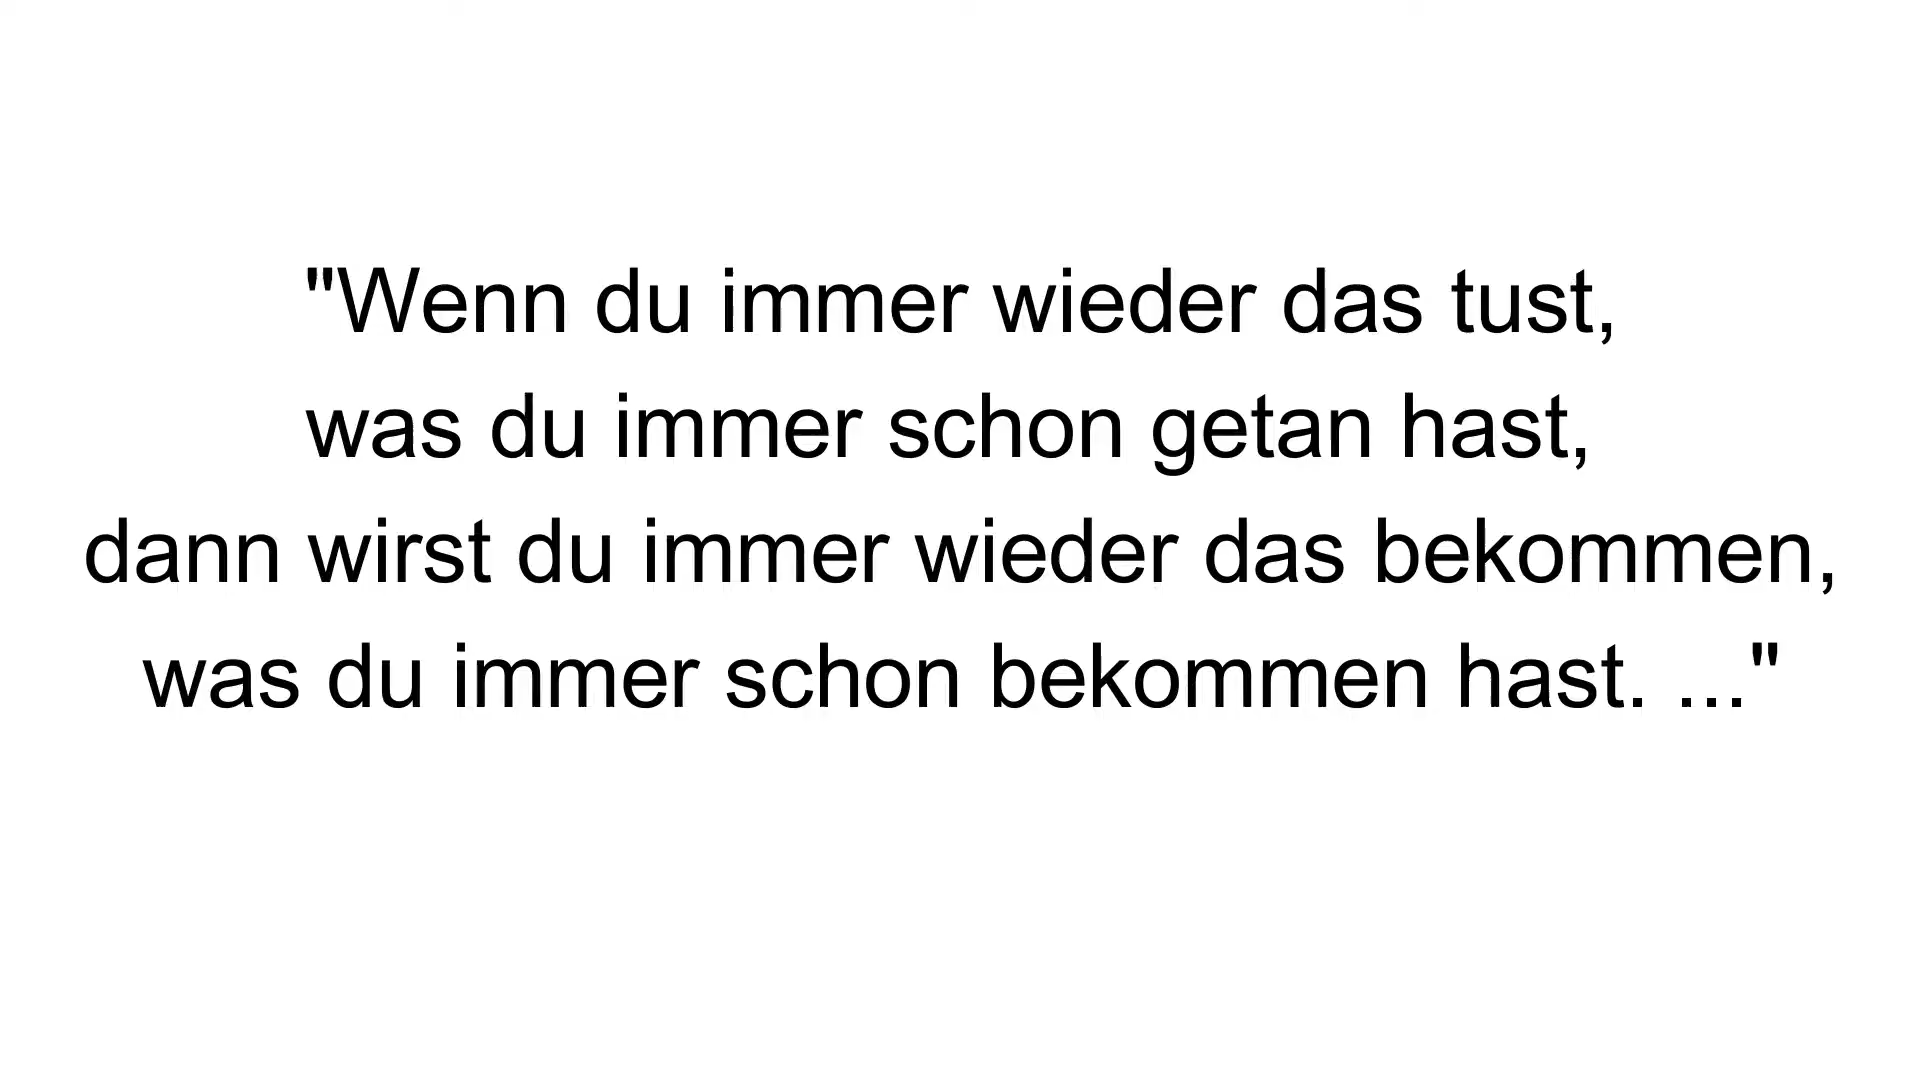 "Wenn du immer wieder das tust,
was du immer schon getan hast,
dann wirst du immer wieder das bekommen,
was du immer schon bekommen hast. ..."